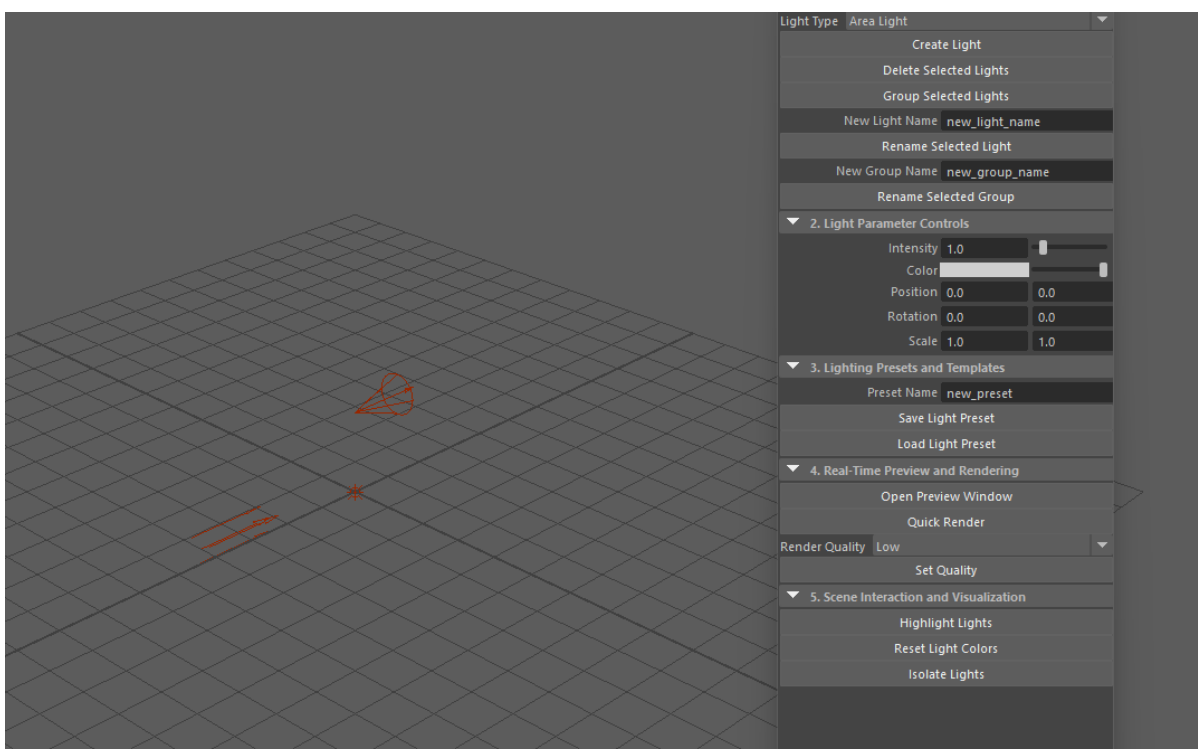 Light Type Area Light
Create Light
Delete Selected Lights
Group Selected Lights
New Light Name new_light_name
Rename Selected Light
New Group Name new_group_name
Rename Selected Group
2. Light Parameter Controls
Intensity 1.0
Color
Position 0.0 0.0
Rotation 0.0 0.0
Scale 1.0 1.0
3. Lighting Presets and Templates
Preset Name new_preset
Save Light Preset
Load Light Preset
4. Real-Time Preview and Rendering
Open Preview Window
Quick Render
Render Quality Low
Set Quality
5. Scene Interaction and Visualization
Highlight Lights
Reset Light Colors
Isolate Lights